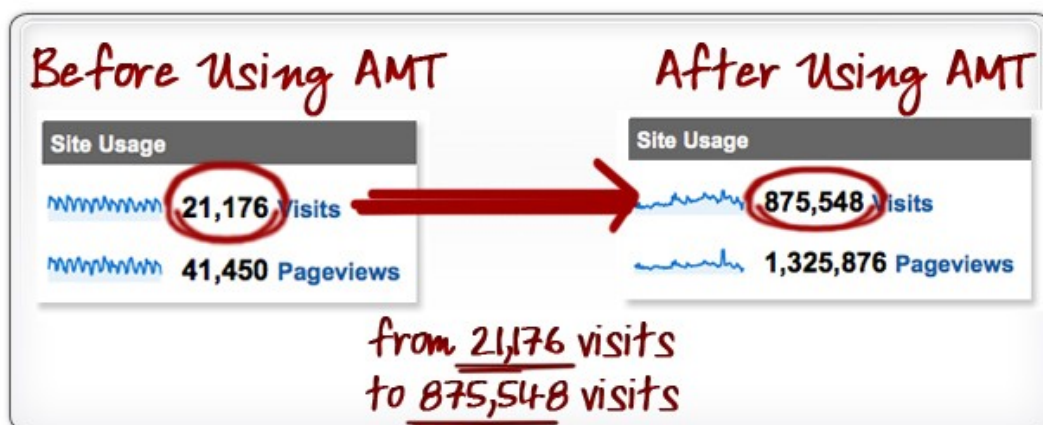 Before Using AMT
After Using AMT
Site Usage
21,176 Visits
41,450 Pageviews
Site Usage
875,548 Visits
1,325,876 Pageviews
from 21,176 visits
to 875,548 visits